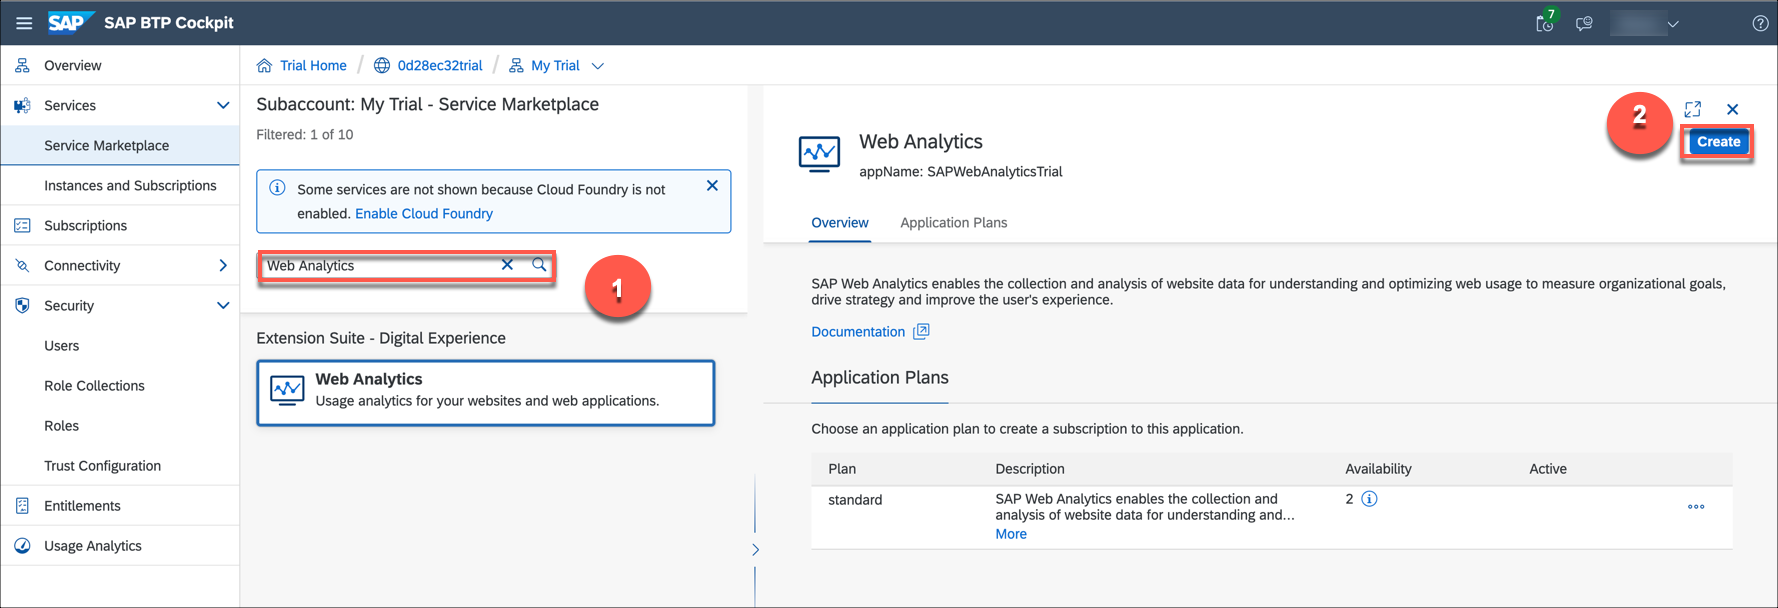 SAP SAP BTP Cockpit
7
Overview
Services
Service Marketplace
Instances and Subscriptions
Subscriptions
Connectivity
Security
Users
Role Collections
Roles
Trust Configuration
Entitlements
Usage Analytics
Trial Home / 0d28ec32trial / My Trial
Subaccount: My Trial - Service Marketplace
Filtered: 1 of 10
Some services are not shown because Cloud Foundry is not
enabled. Enable Cloud Foundry
Web Analytics
1
Extension Suite - Digital Experience
Web Analytics
Usage analytics for your websites and web applications.
2
Create
Web Analytics
appName: SAPWebAnalyticsTrial
Overview Application Plans
SAP Web Analytics enables the collection and analysis of website data for understanding and optimizing web usage to measure organizational goals,
drive strategy and improve the user's experience.
Documentation
Application Plans
Choose an application plan to create a subscription to this application.
Plan Description Availability Active
standard SAP Web Analytics enables the collection and 2
analysis of website data for understanding and...
More